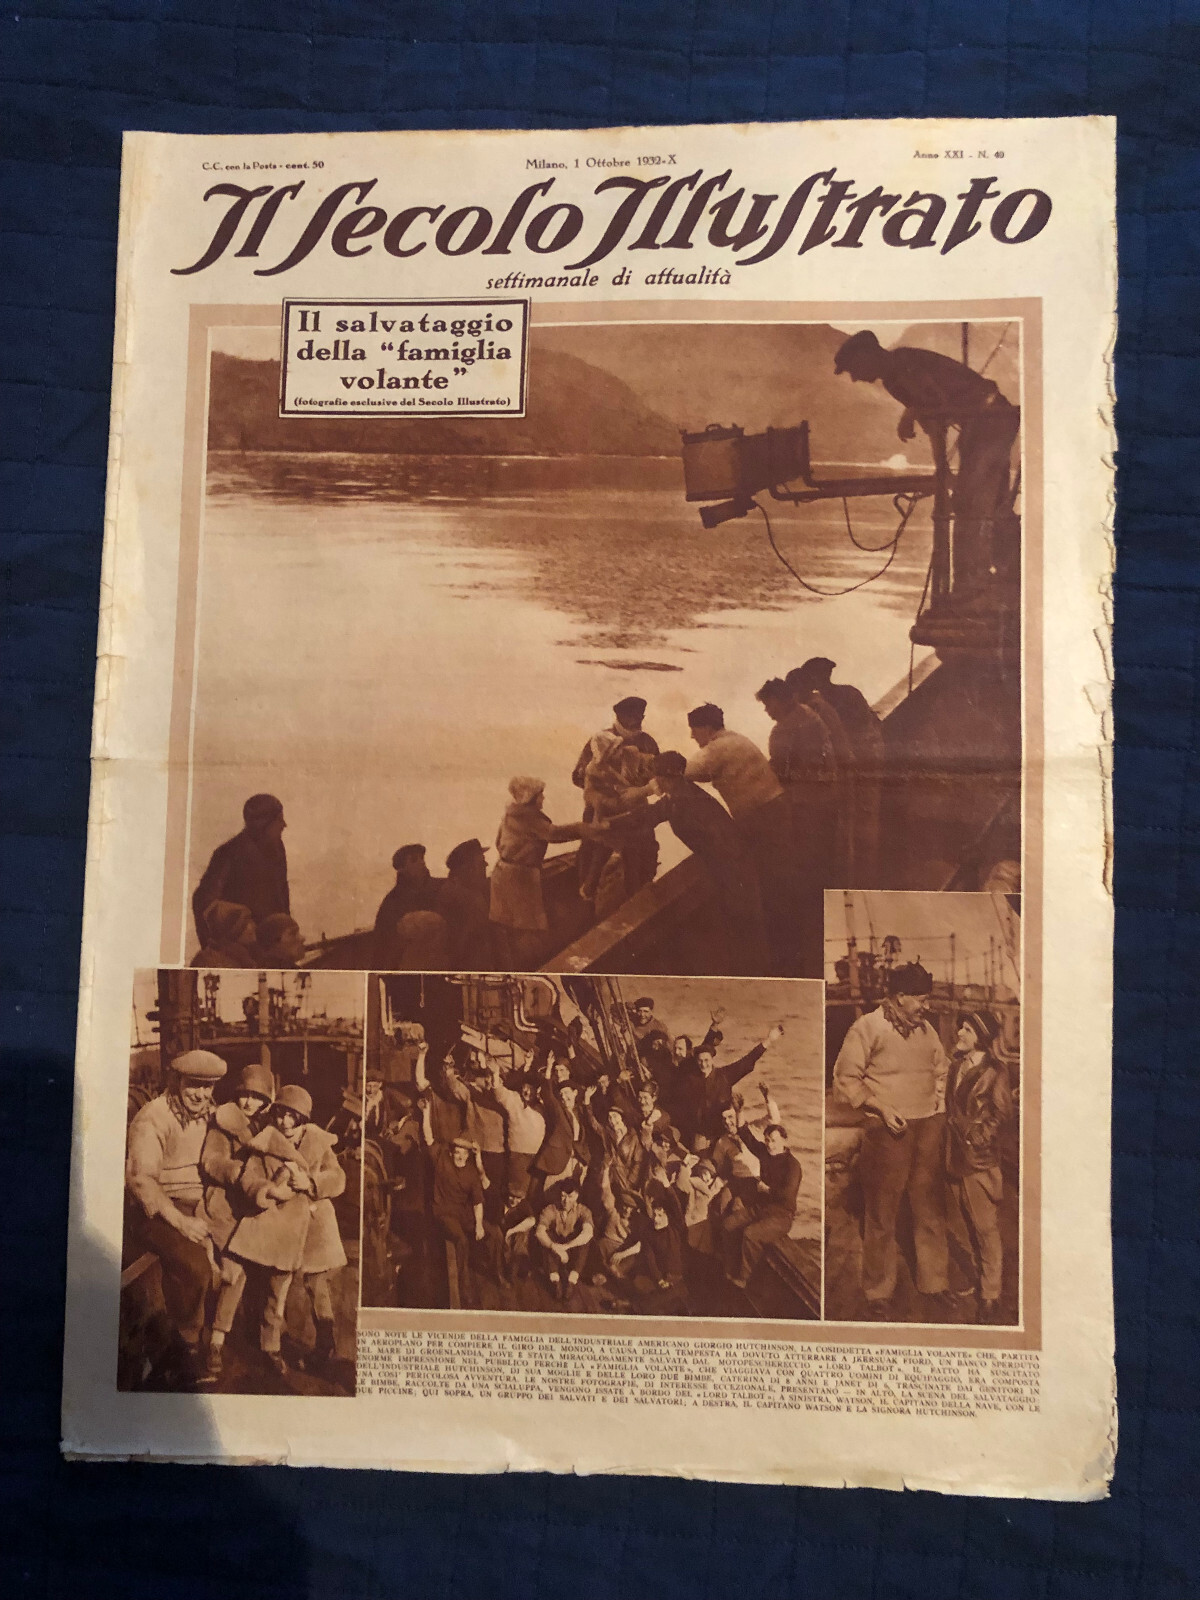 C.C. con la Posta - cent. 50
Milano, 1 Ottobre 1932-X
Anno XXI - N. 40
Il Secolo Illustrato
settimanale di attualità
Il salvataggio
della "famiglia
volante"
(fotografie esclusive del Secolo Illustrato)
SONO NOTE LE VICENDE DELLA FAMIGLIA DELL'INDUSTRIALE AMERICANO GIORGIO HUTCHINSON, LA COSIDDETTA «FAMIGLIA VOLANTE» CHE, PARTITA
IN AEROPLANO PER COMPIERE IL GIRO DEL MONDO, A CAUSA DELLA TEMPESTA HA DOVUTO ATTERRARE A IKERSUAK FIORD, UN BANCO SPERDUTO
NEL MARE DI GROENLANDIA, DOVE È STATA MIRACOLOSAMENTE SALVATA DAL MOTOPESCHERECCIO «LORD TALBOT». IL FATTO HA SUSCITATO
ENORME IMPRESSIONE NEL PUBBLICO PERCHÈ LA «FAMIGLIA VOLANTE», CHE VIAGGIAVA CON QUATTRO UOMINI DI EQUIPAGGIO, ERA COMPOSTA
DELL'INDUSTRIALE HUTCHINSON, DI SUA MOGLIE E DELLE LORO DUE BIMBE, CATERINA DI 8 ANNI E JANET DI 6, TRASCINATE DAI GENITORI IN
UNA COSI' PERICOLOSA AVVENTURA. LE NOSTRE FOTOGRAFIE, DI INTERESSE ECCEZIONALE, PRESENTANO — IN ALTO, LA SCENA DEL SALVATAGGIO:
LE BIMBE, RACCOLTE DA UNA SCIALUPPA, VENGONO ISSATE A BORDO DEL «LORD TALBOT»; A SINISTRA, WATSON, IL CAPITANO DELLA NAVE, CON LE
DUE PICCINE; QUI SOPRA, UN GRUPPO DEI SALVATI E DEI SALVATORI; A DESTRA, IL CAPITANO WATSON E LA SIGNORA HUTCHINSON.